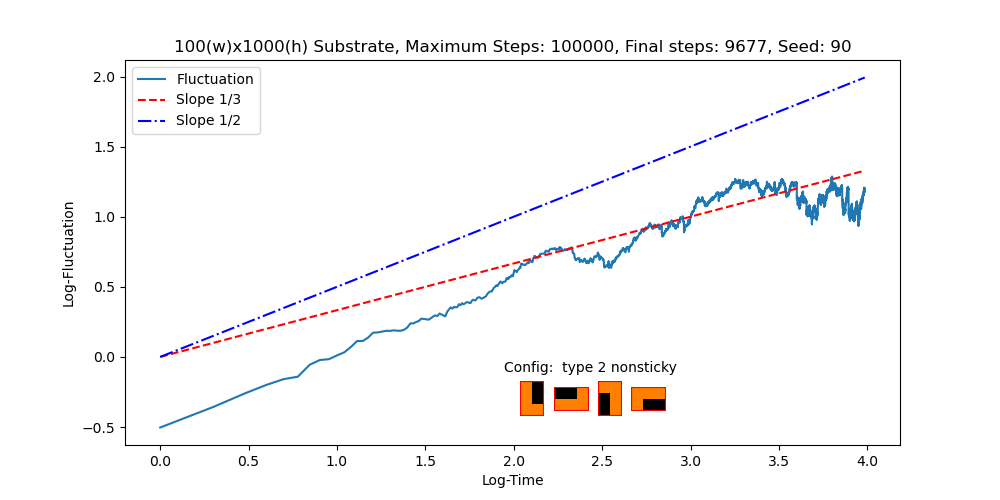 100(w)x1000(h) Substrate, Maximum Steps: 100000, Final steps: 9677, Seed: 90
Fluctuation
Slope 1/3
Slope 1/2
2.0
1.5
1.0
0.5
0.0
−0.5
Log-Fluctuation
Config:  type 2 nonsticky
0.0 0.5 1.0 1.5 2.0 2.5 3.0 3.5 4.0
Log-Time